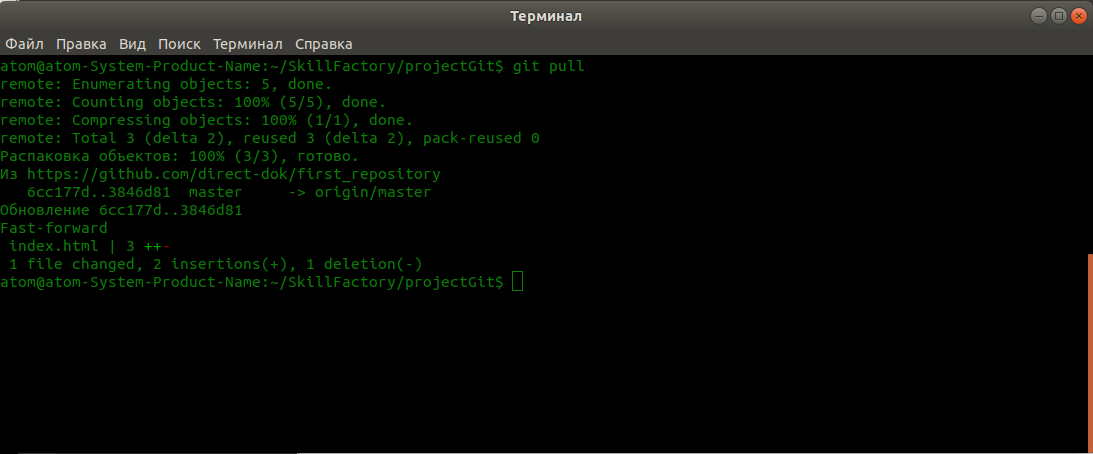 Терминал
Файл Правка Вид Поиск Терминал Справка
atom@atom-System-Product-Name:~/SkillFactory/projectGit$ git pull
remote: Enumerating objects: 5, done.
remote: Counting objects: 100% (5/5), done.
remote: Compressing objects: 100% (1/1), done.
remote: Total 3 (delta 2), reused 3 (delta 2), pack-reused 0
Распаковка объектов: 100% (3/3), готово.
Из https://github.com/direct-dok/first_repository
   6cc177d..3846d81  master     -> origin/master
Обновление 6cc177d..3846d81
Fast-forward
 index.html | 3 ++-
 1 file changed, 2 insertions(+), 1 deletion(-)
atom@atom-System-Product-Name:~/SkillFactory/projectGit$